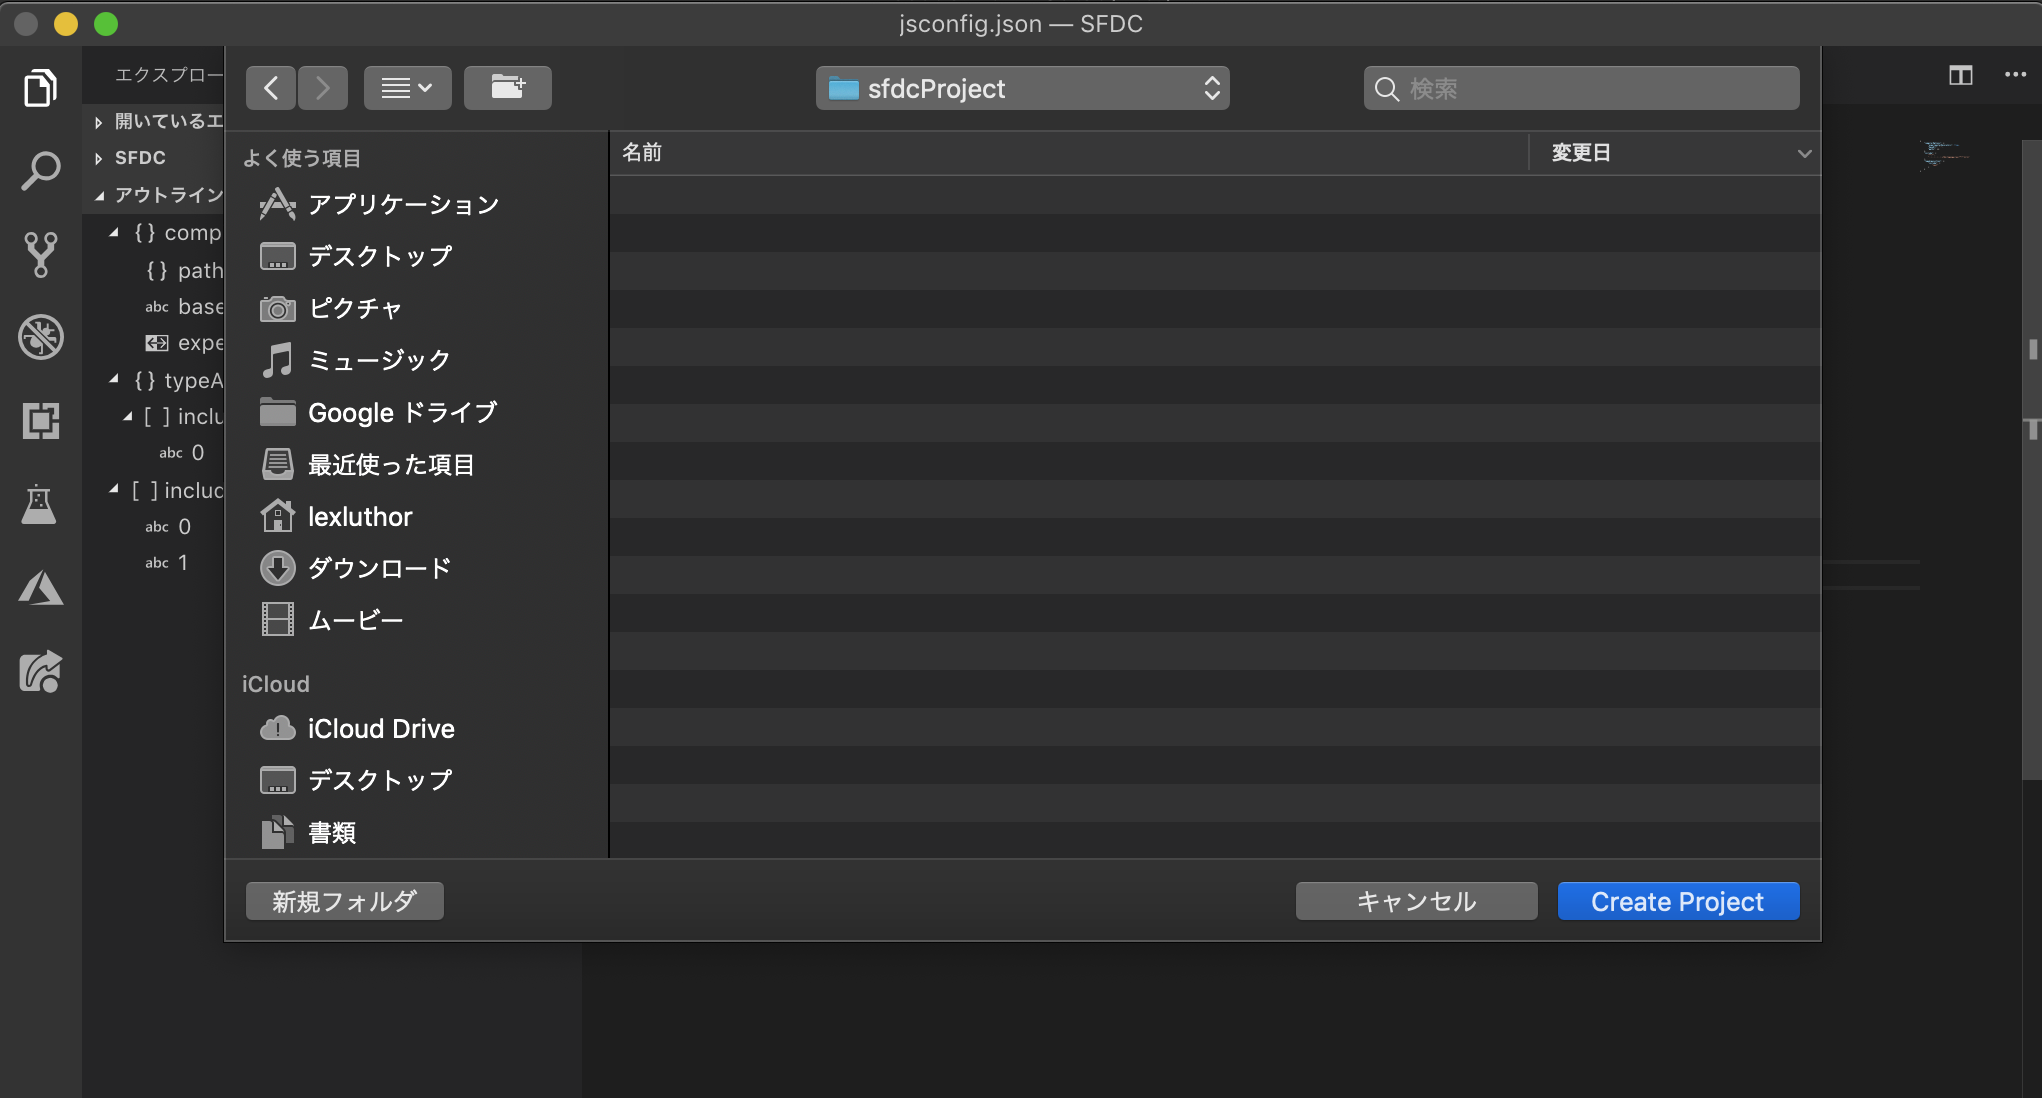 jsconfig.json — SFDC
エクスプロー
開いているエ
SFDC
アウトライン
{ } comp
{ } path
abc base
expe
{ } typeA
[ ] inclu
abc 0
[ ] includ
abc 0
abc 1
sfdcProject
検索
よく使う項目
アプリケーション
デスクトップ
ピクチャ
ミュージック
Google ドライブ
最近使った項目
lexluthor
ダウンロード
ムービー
iCloud
iCloud Drive
デスクトップ
書類
名前
変更日
新規フォルダ
キャンセル
Create Project